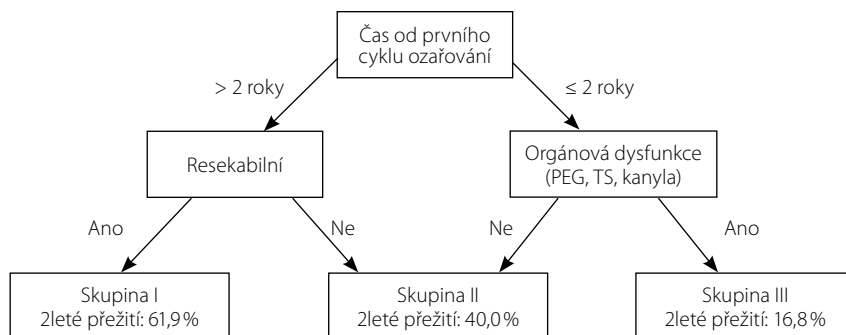 Čas od prvního
cyklu ozařování
> 2 roky
≤ 2 roky
Resekabilní
Orgánová dysfunkce
(PEG, TS, kanyla)
Ano
Ne
Ne
Ano
Skupina I
2leté přežití: 61,9 %
Skupina II
2leté přežití: 40,0 %
Skupina III
2leté přežití: 16,8 %